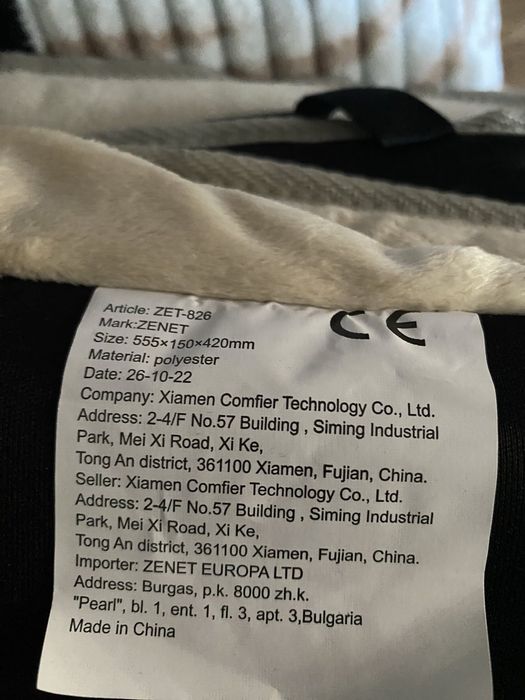 Article: ZET-826
Mark:ZENET
CE
Size: 555×150×420mm
Material: polyester
Date: 26-10-22
Company: Xiamen Comfier Technology Co., Ltd.
Address: 2-4/F No.57 Building , Siming Industrial
Park, Mei Xi Road, Xi Ke,
Tong An district, 361100 Xiamen, Fujian, China.
Seller: Xiamen Comfier Technology Co., Ltd.
Address: 2-4/F No.57 Building , Siming Industrial
Park, Mei Xi Road, Xi Ke,
Tong An district, 361100 Xiamen, Fujian, China.
Importer: ZENET EUROPA LTD
Address: Burgas, p.k. 8000 zh.k.
"Pearl", bl. 1, ent. 1, fl. 3, apt. 3,Bulgaria
Made in China